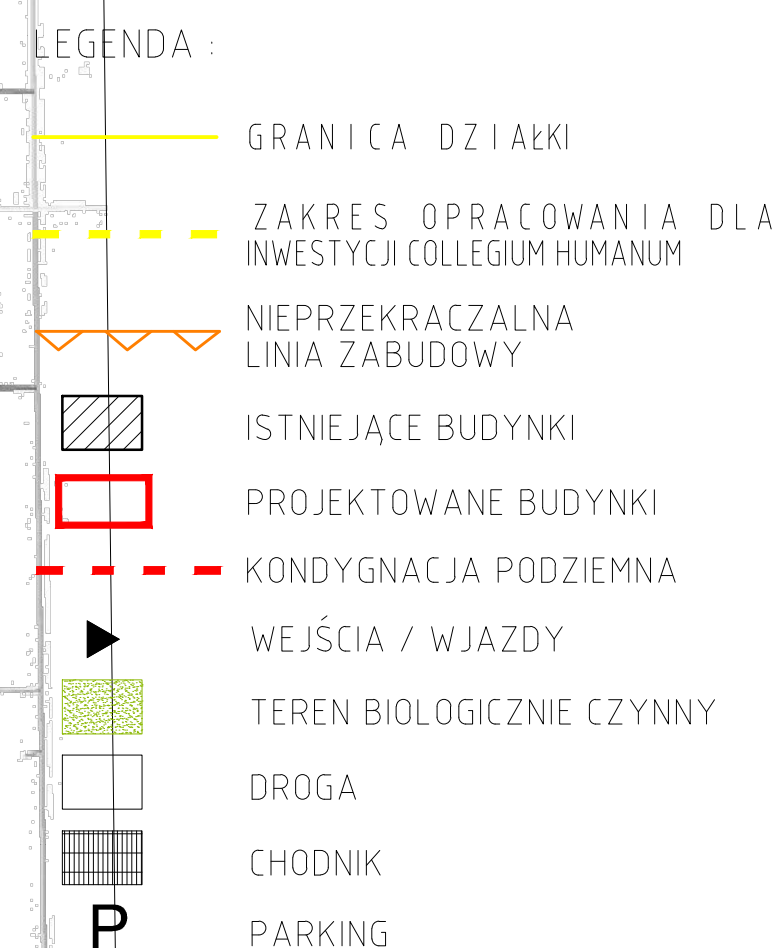 LEGENDA :
GRANICA DZIAŁKI
ZAKRES OPRACOWANIA DLA
INWESTYCJI COLLEGIUM HUMANUM
NIEPRZEKRACZALNA
LINIA ZABUDOWY
ISTNIEJĄCE BUDYNKI
PROJEKTOWANE BUDYNKI
KONDYGNACJA PODZIEMNA
WEJŚCIA / WJAZDY
TEREN BIOLOGICZNIE CZYNNY
DROGA
CHODNIK
P PARKING